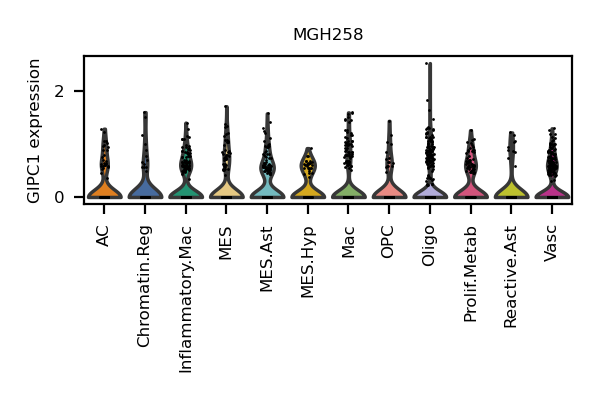 MGH258
GIPC1 expression
2
0
AC
Chromatin.Reg
Inflammatory.Mac
MES
MES.Ast
MES.Hyp
Mac
OPC
Oligo
Prolif.Metab
Reactive.Ast
Vasc